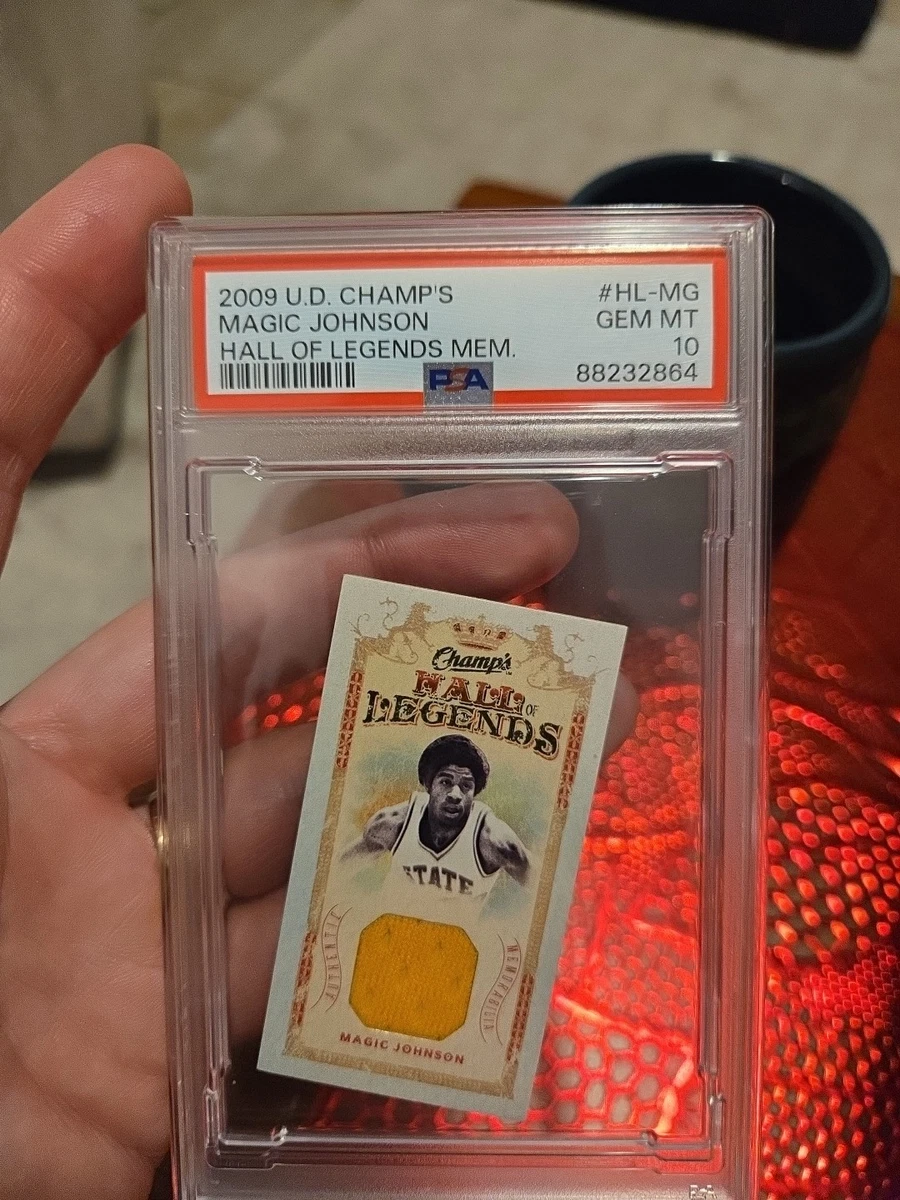 2009 U.D. CHAMP'S #HL-MG
MAGIC JOHNSON GEM MT
HALL OF LEGENDS MEM. 10
PSA 88232864
Champ's
HALL OF
LEGENDS
STATE
AUTHENTIC MEMORABILIA
MAGIC JOHNSON
PSA